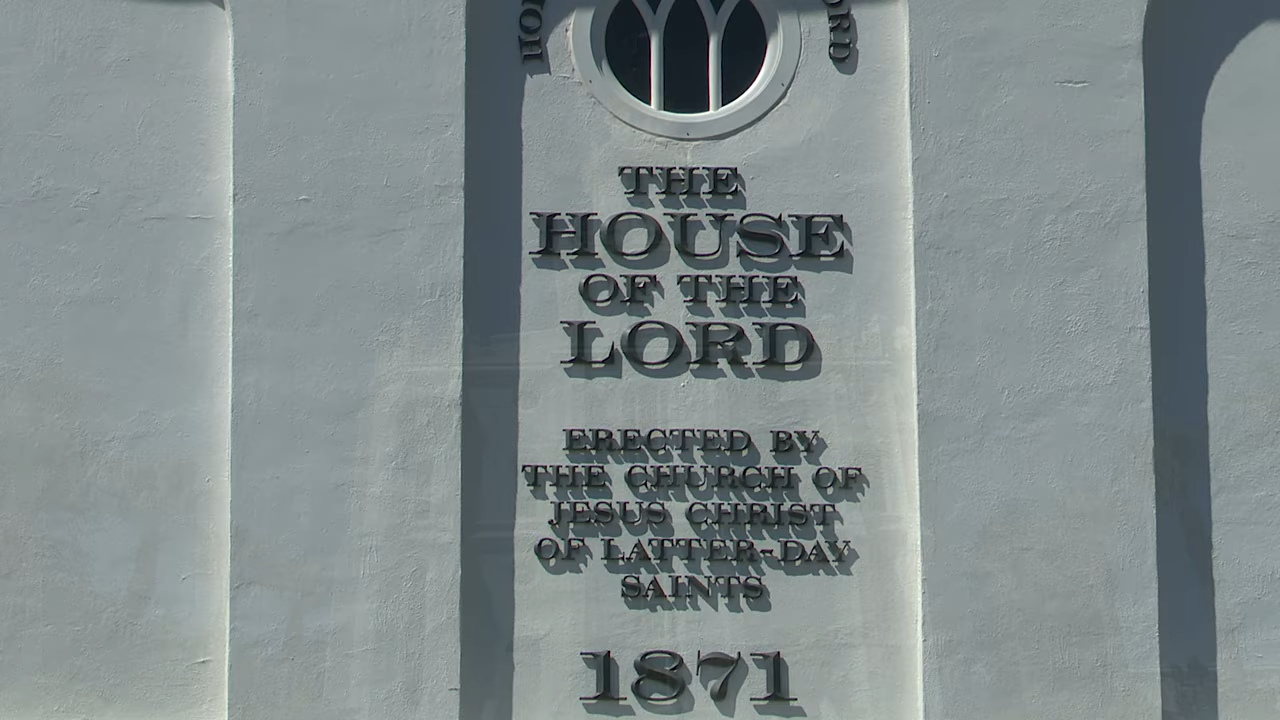 THE
HOUSE
OF THE
LORD
ERECTED BY
THE CHURCH OF
JESUS CHRIST
OF LATTER-DAY
SAINTS
1871